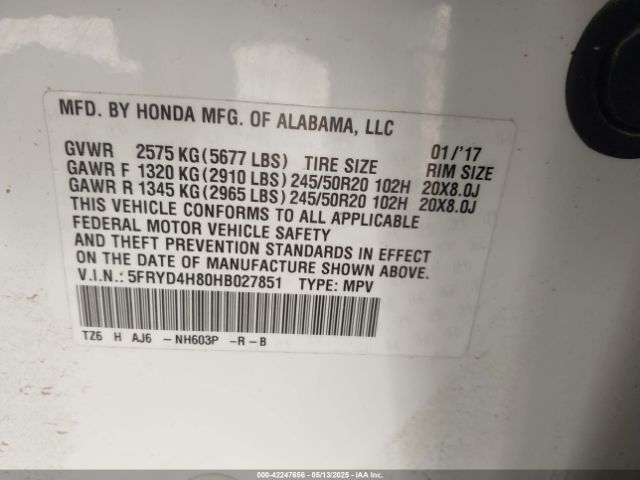 MFD. BY HONDA MFG. OF ALABAMA, LLC
GVWR 2575 KG (5677 LBS) TIRE SIZE 01/'17 RIM SIZE
GAWR F 1320 KG (2910 LBS) 245/50R20 102H 20X8.0J
GAWR R 1345 KG (2965 LBS) 245/50R20 102H 20X8.0J
THIS VEHICLE CONFORMS TO ALL APPLICABLE
FEDERAL MOTOR VEHICLE SAFETY
AND THEFT PREVENTION STANDARDS IN EFFECT
ON THE DATE OF MANUFACTURE SHOWN ABOVE.
V.I.N.: 5FRYD4H80HB027851 TYPE: MPV
TZ6 H AJ6 -NH603P -R-B
000-42247656 - 05/13/2025 - IAAI, Inc.